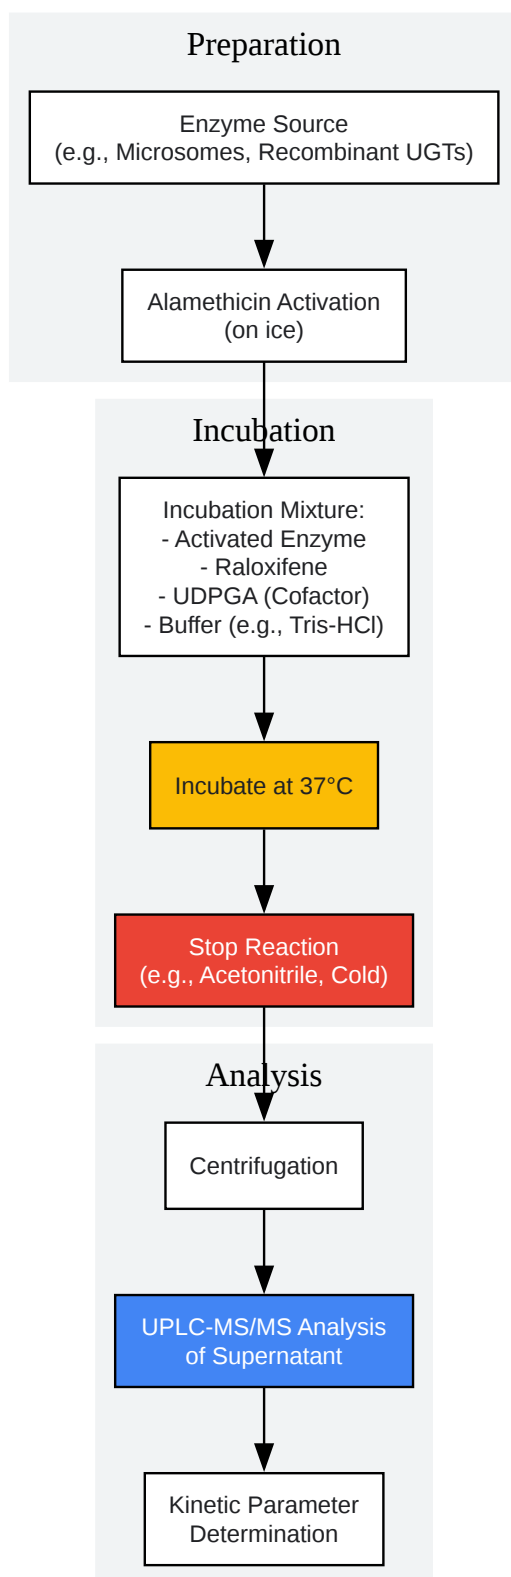 Preparation
Enzyme Source
(e.g., Microsomes, Recombinant UGTs)
Alamethicin Activation
(on ice)
Incubation
Incubation Mixture:
- Activated Enzyme
- Raloxifene
- UDPGA (Cofactor)
- Buffer (e.g., Tris-HCl)
Incubate at 37°C
Stop Reaction
(e.g., Acetonitrile, Cold)
Analysis
Centrifugation
UPLC-MS/MS Analysis
of Supernatant
Kinetic Parameter
Determination